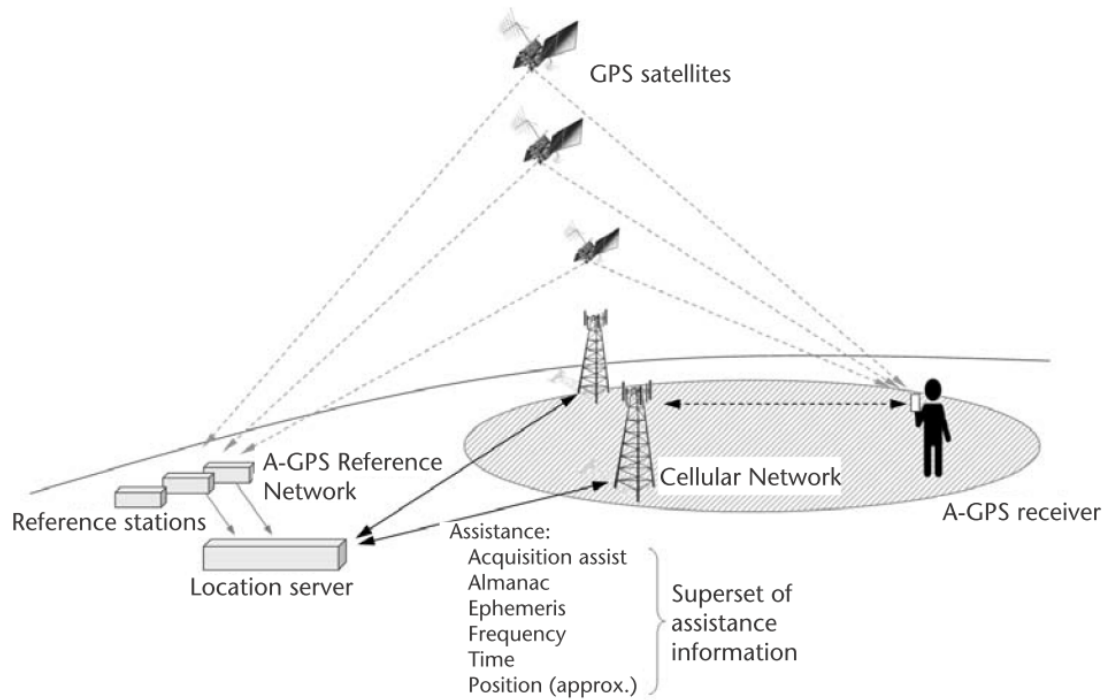 GPS satellites
A-GPS Reference
Network
Reference stations
Location server
Cellular Network
A-GPS receiver
Assistance:
Acquisition assist
Almanac
Ephemeris
Frequency
Time
Position (approx.)
Superset of
assistance
information